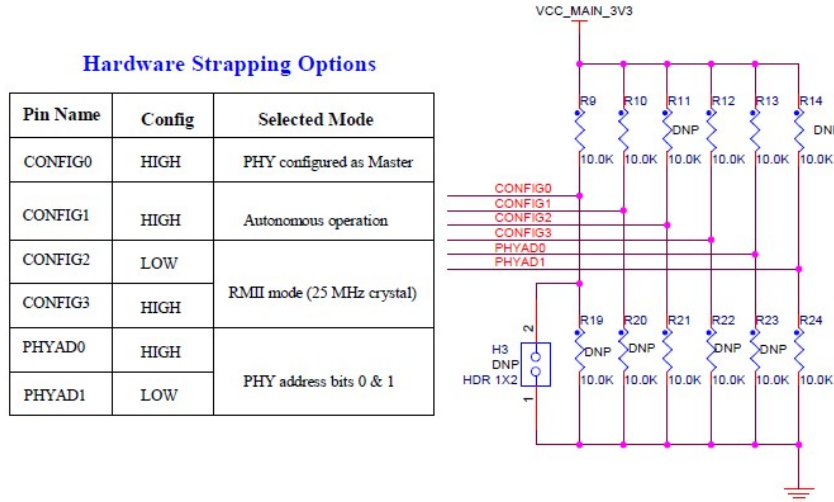 VCC_MAIN_3V3
Hardware Strapping Options
Pin Name Config Selected Mode
CONFIG0 HIGH PHY configured as Master
CONFIG1 HIGH Autonomous operation
CONFIG2 LOW
RMII mode (25 MHz crystal)
CONFIG3 HIGH
PHYAD0 HIGH
PHY address bits 0 & 1
PHYAD1 LOW
R9 R10 R11 R12 R13 R14
DNP DNP
10.0K 10.0K 10.0K 10.0K 10.0K 10.0K
CONFIG0
CONFIG1
CONFIG2
CONFIG3
PHYAD0
PHYAD1
R19 R20 R21 R22 R23 R24
DNP DNP DNP DNP
10.0K 10.0K 10.0K 10.0K 10.0K 10.0K
2
H3
DNP
HDR 1X2
1